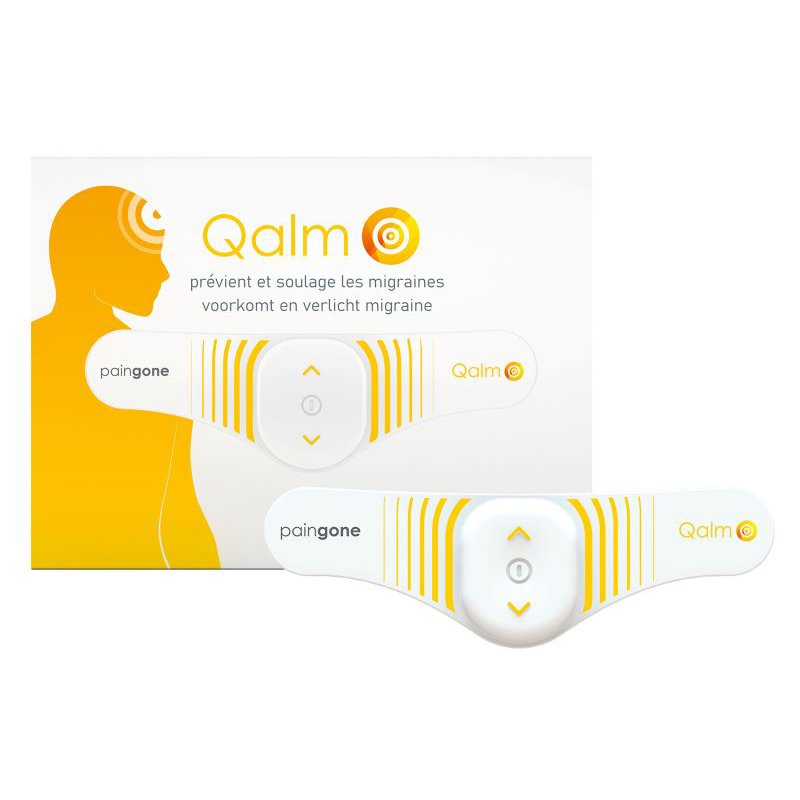 Qalm
prévient et soulage les migraines
voorkomt en verlicht migraine
paingone
Qalm
paingone
Qalm